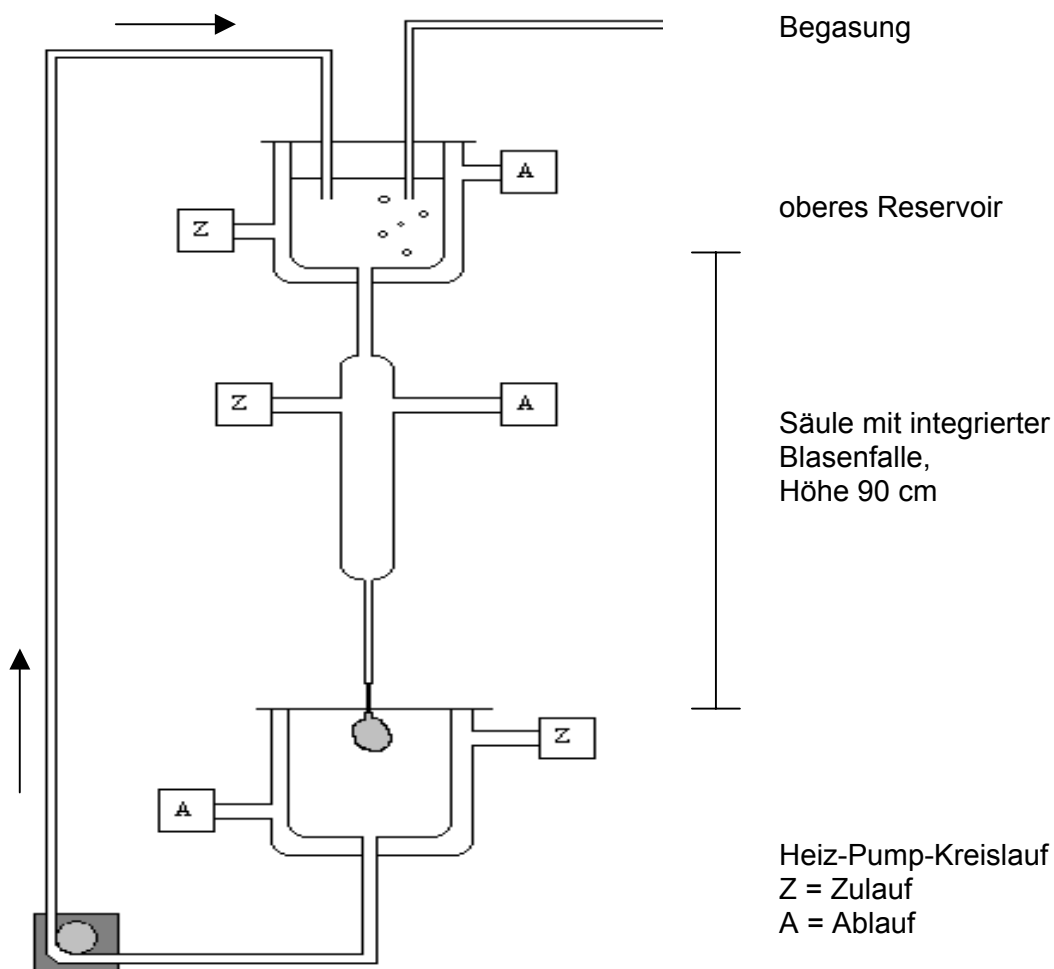 Begasung
A
oberes Reservoir
Z
Z
A
Säule mit integrierter
Blasenfalle,
Höhe 90 cm
Z
A
Heiz-Pump-Kreislauf
Z = Zulauf
A = Ablauf